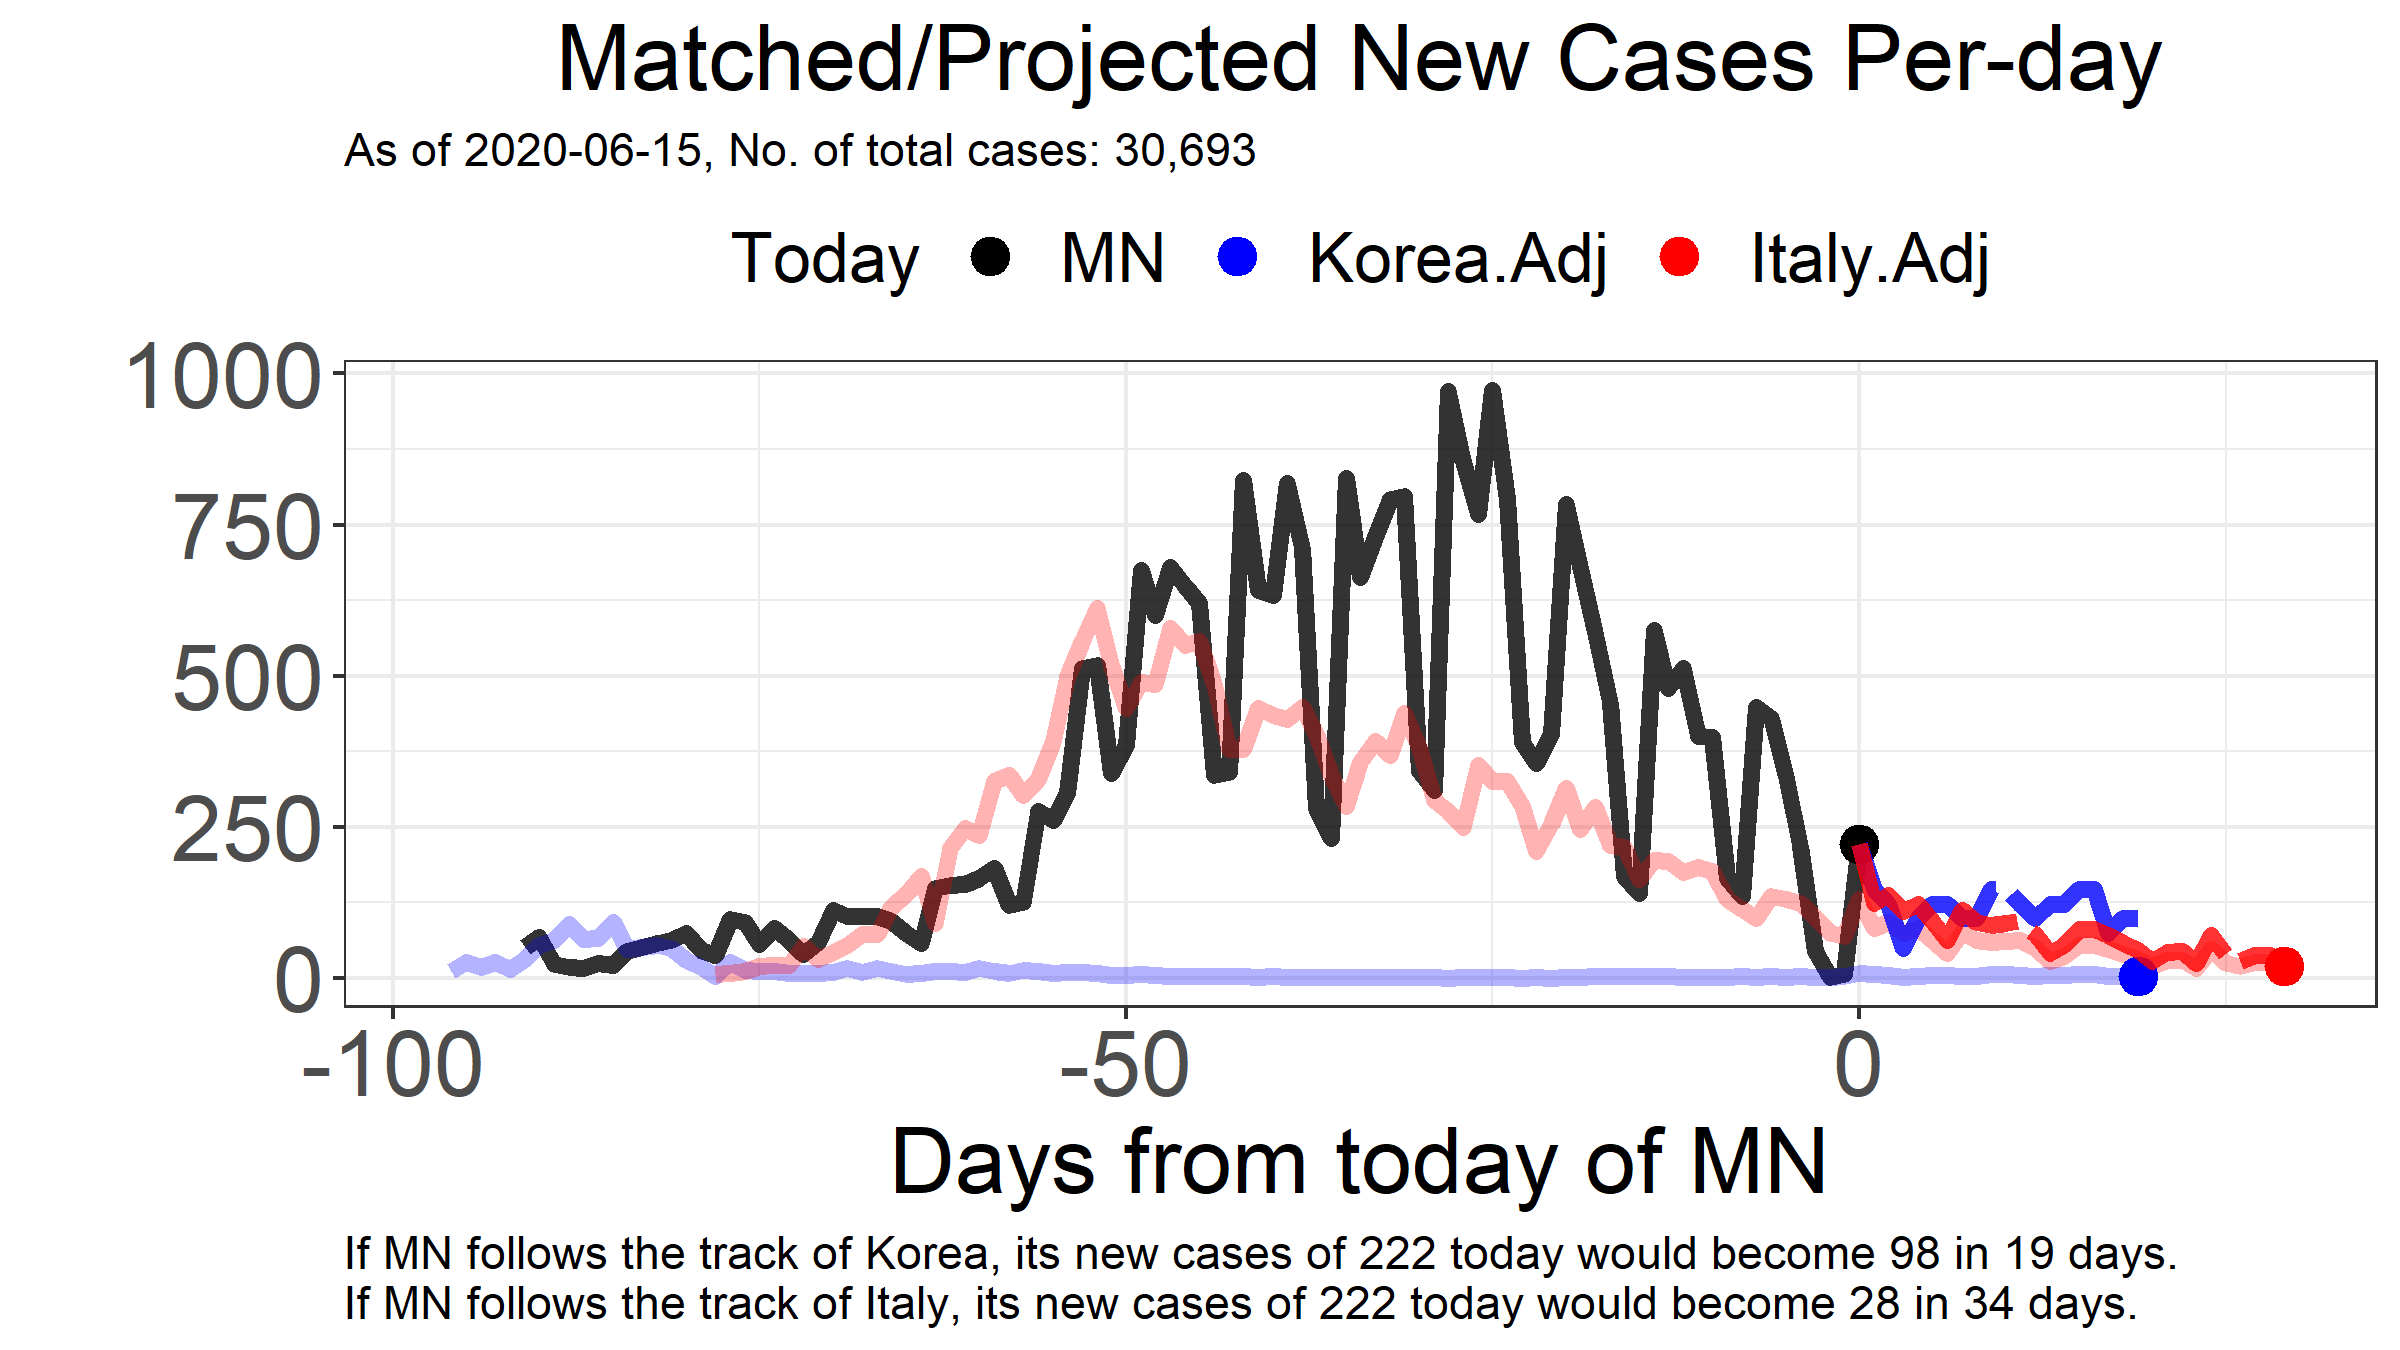 Matched/Projected New Cases Per-day
As of 2020-06-15, No. of total cases: 30,693
Today MN Korea.Adj Italy.Adj
1000
750
500
250
0
-100 -50 0
Days from today of MN
If MN follows the track of Korea, its new cases of 222 today would become 98 in 19 days.
If MN follows the track of Italy, its new cases of 222 today would become 28 in 34 days.